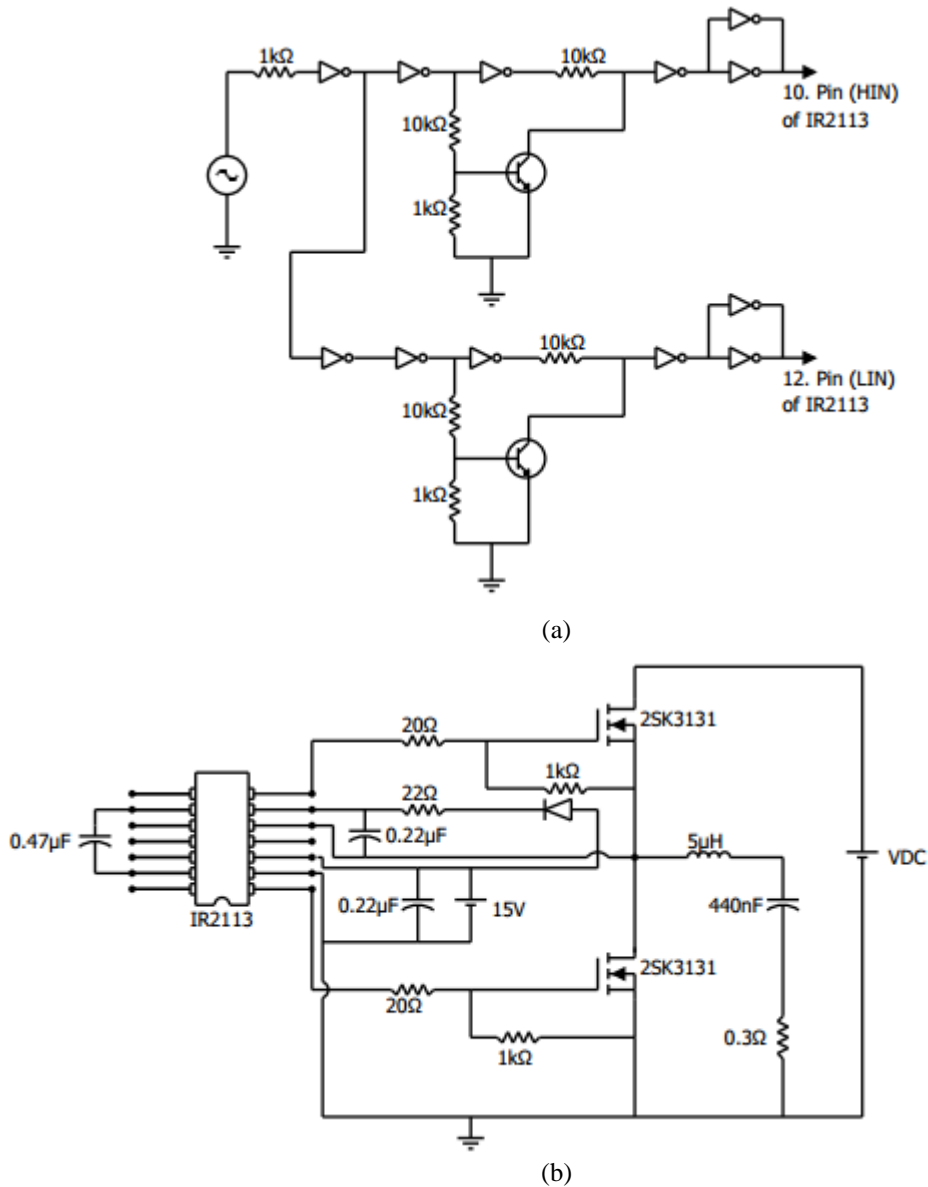 1kΩ
10kΩ
10. Pin (HIN)
of IR2113
10kΩ
1kΩ
10kΩ
12. Pin (LIN)
of IR2113
10kΩ
1kΩ
(a)
2SK3131
20Ω
1kΩ
22Ω
0.47µF
0.22µF
5µH
VDC
IR2113
0.22µF
15V
440nF
2SK3131
20Ω
0.3Ω
1kΩ
(b)